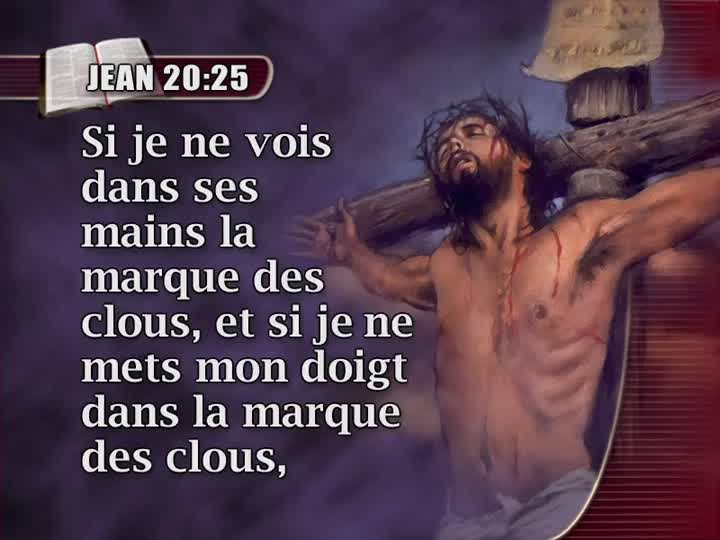 JEAN 20:25
Si je ne vois
dans ses
mains la
marque des
clous, et si je ne
mets mon doigt
dans la marque
des clous,